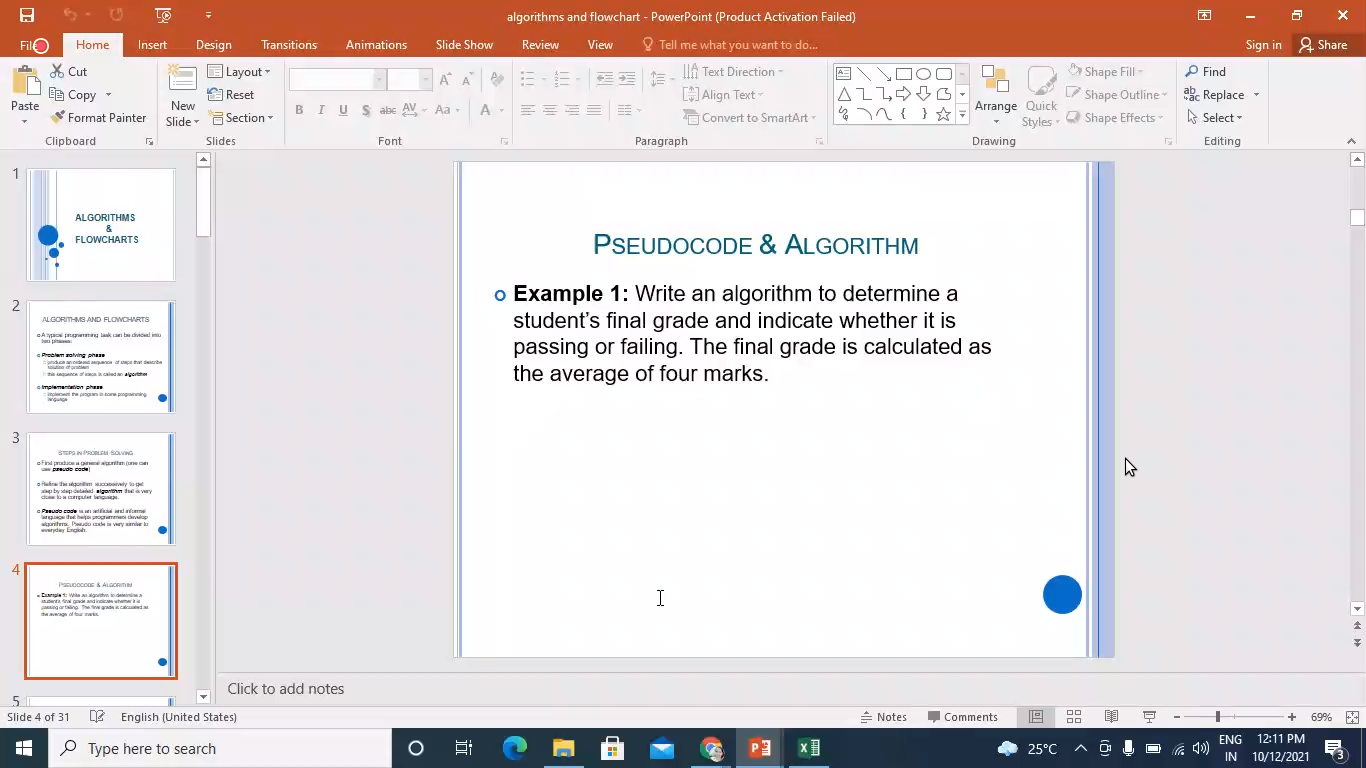 algorithms and flowchart - PowerPoint (Product Activation Failed)
File Home Insert Design Transitions Animations Slide Show Review View Tell me what you want to do... Sign in Share
Paste
Cut
Copy
Format Painter
Clipboard
New
Slide
Layout
Reset
Section
Slides
B I U S abc AV Aa A
Font
Text Direction
Align Text
Convert to SmartArt
Paragraph
Arrange
Quick
Styles
Shape Fill
Shape Outline
Shape Effects
Drawing
Find
Replace
Select
Editing
1
ALGORITHMS
&
FLOWCHARTS
2
ALGORITHMS AND FLOWCHARTS
A typical programming task can be divided into
two phases:
Problem solving phase
produce an ordered sequence of steps that describe
solution of problem
this sequence of steps is called an algorithm
Implementation phase
implement the program in some programming
language
3
STEPS IN PROBLEM SOLVING
First produce a general algorithm (one can
use pseudo code)
Refine the algorithm successively to get
step by step detailed algorithm that is very
close to a computer language.
Pseudo code is an artificial and informal
language that helps programmers develop
algorithms. Pseudo code is very similar to
everyday English.
4
PSEUDOCODE & ALGORITHM
Example 1: Write an algorithm to determine a
student's final grade and indicate whether it is
passing or failing. The final grade is calculated as
the average of four marks.
5
PSEUDOCODE & ALGORITHM
Example 1: Write an algorithm to determine a
student's final grade and indicate whether it is
passing or failing. The final grade is calculated as
the average of four marks.
Click to add notes
Slide 4 of 31 English (United States) Notes Comments 69%
Type here to search
25°C
ENG
IN
12:11 PM
10/12/2021
3